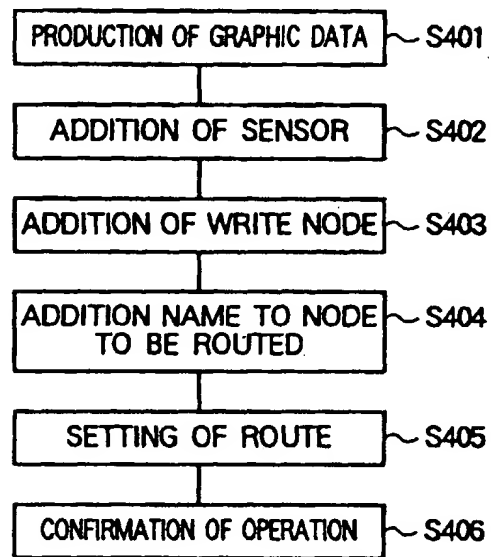 PRODUCTION OF GRAPHIC DATA S401
ADDITION OF SENSOR S402
ADDITION OF WRITE NODE S403
ADDITION NAME TO NODE S404
TO BE ROUTED
SETTING OF ROUTE S405
CONFIRMATION OF OPERATION S406